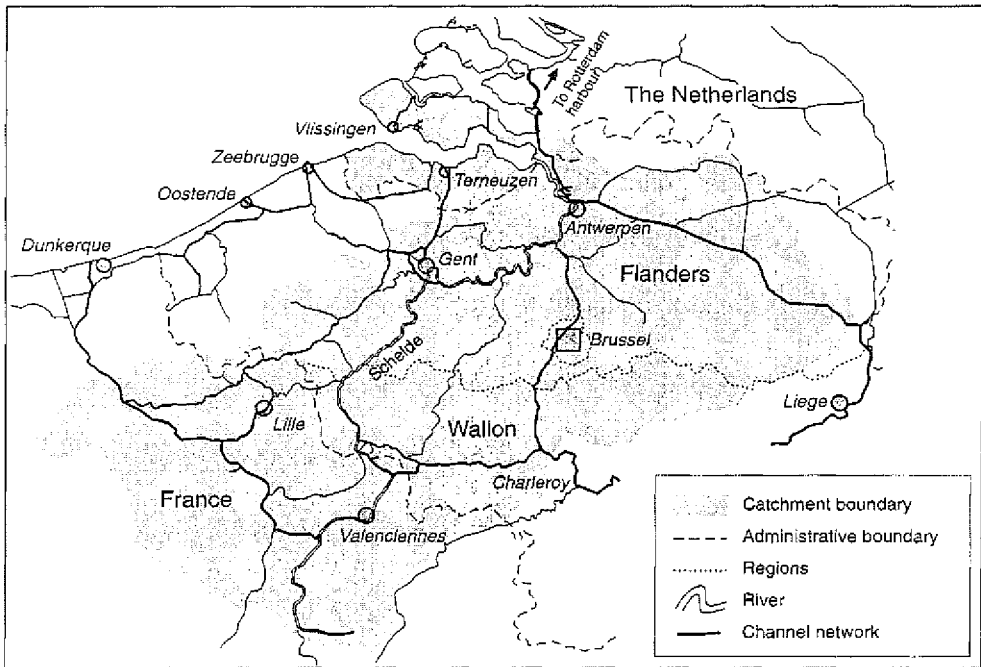 To Rotterdam
harbour
The Netherlands
Vlissingen
Zeebrugge
Terneuzen
Oostende
Antwerpen
Dunkerque
Gent
Flanders
Schelde
Brussel
Liege
Lille
Wallon
Charleroy
France
Valenciennes
Catchment boundary
Administrative boundary
Regions
River
Channel network